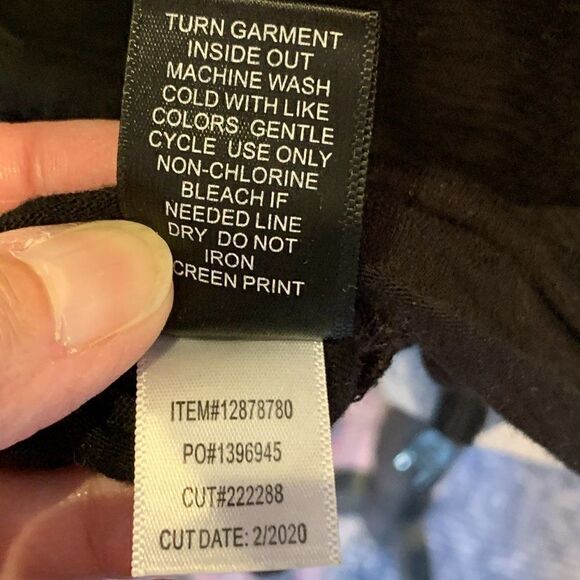 TURN GARMENT
INSIDE OUT
MACHINE WASH
COLD WITH LIKE
COLORS GENTLE
CYCLE USE ONLY
NON-CHLORINE
BLEACH IF
NEEDED LINE
DRY DO NOT
IRON
CREEN PRINT
ITEM#12878780
PO#1396945
CUT#222288
CUT DATE: 2/2020